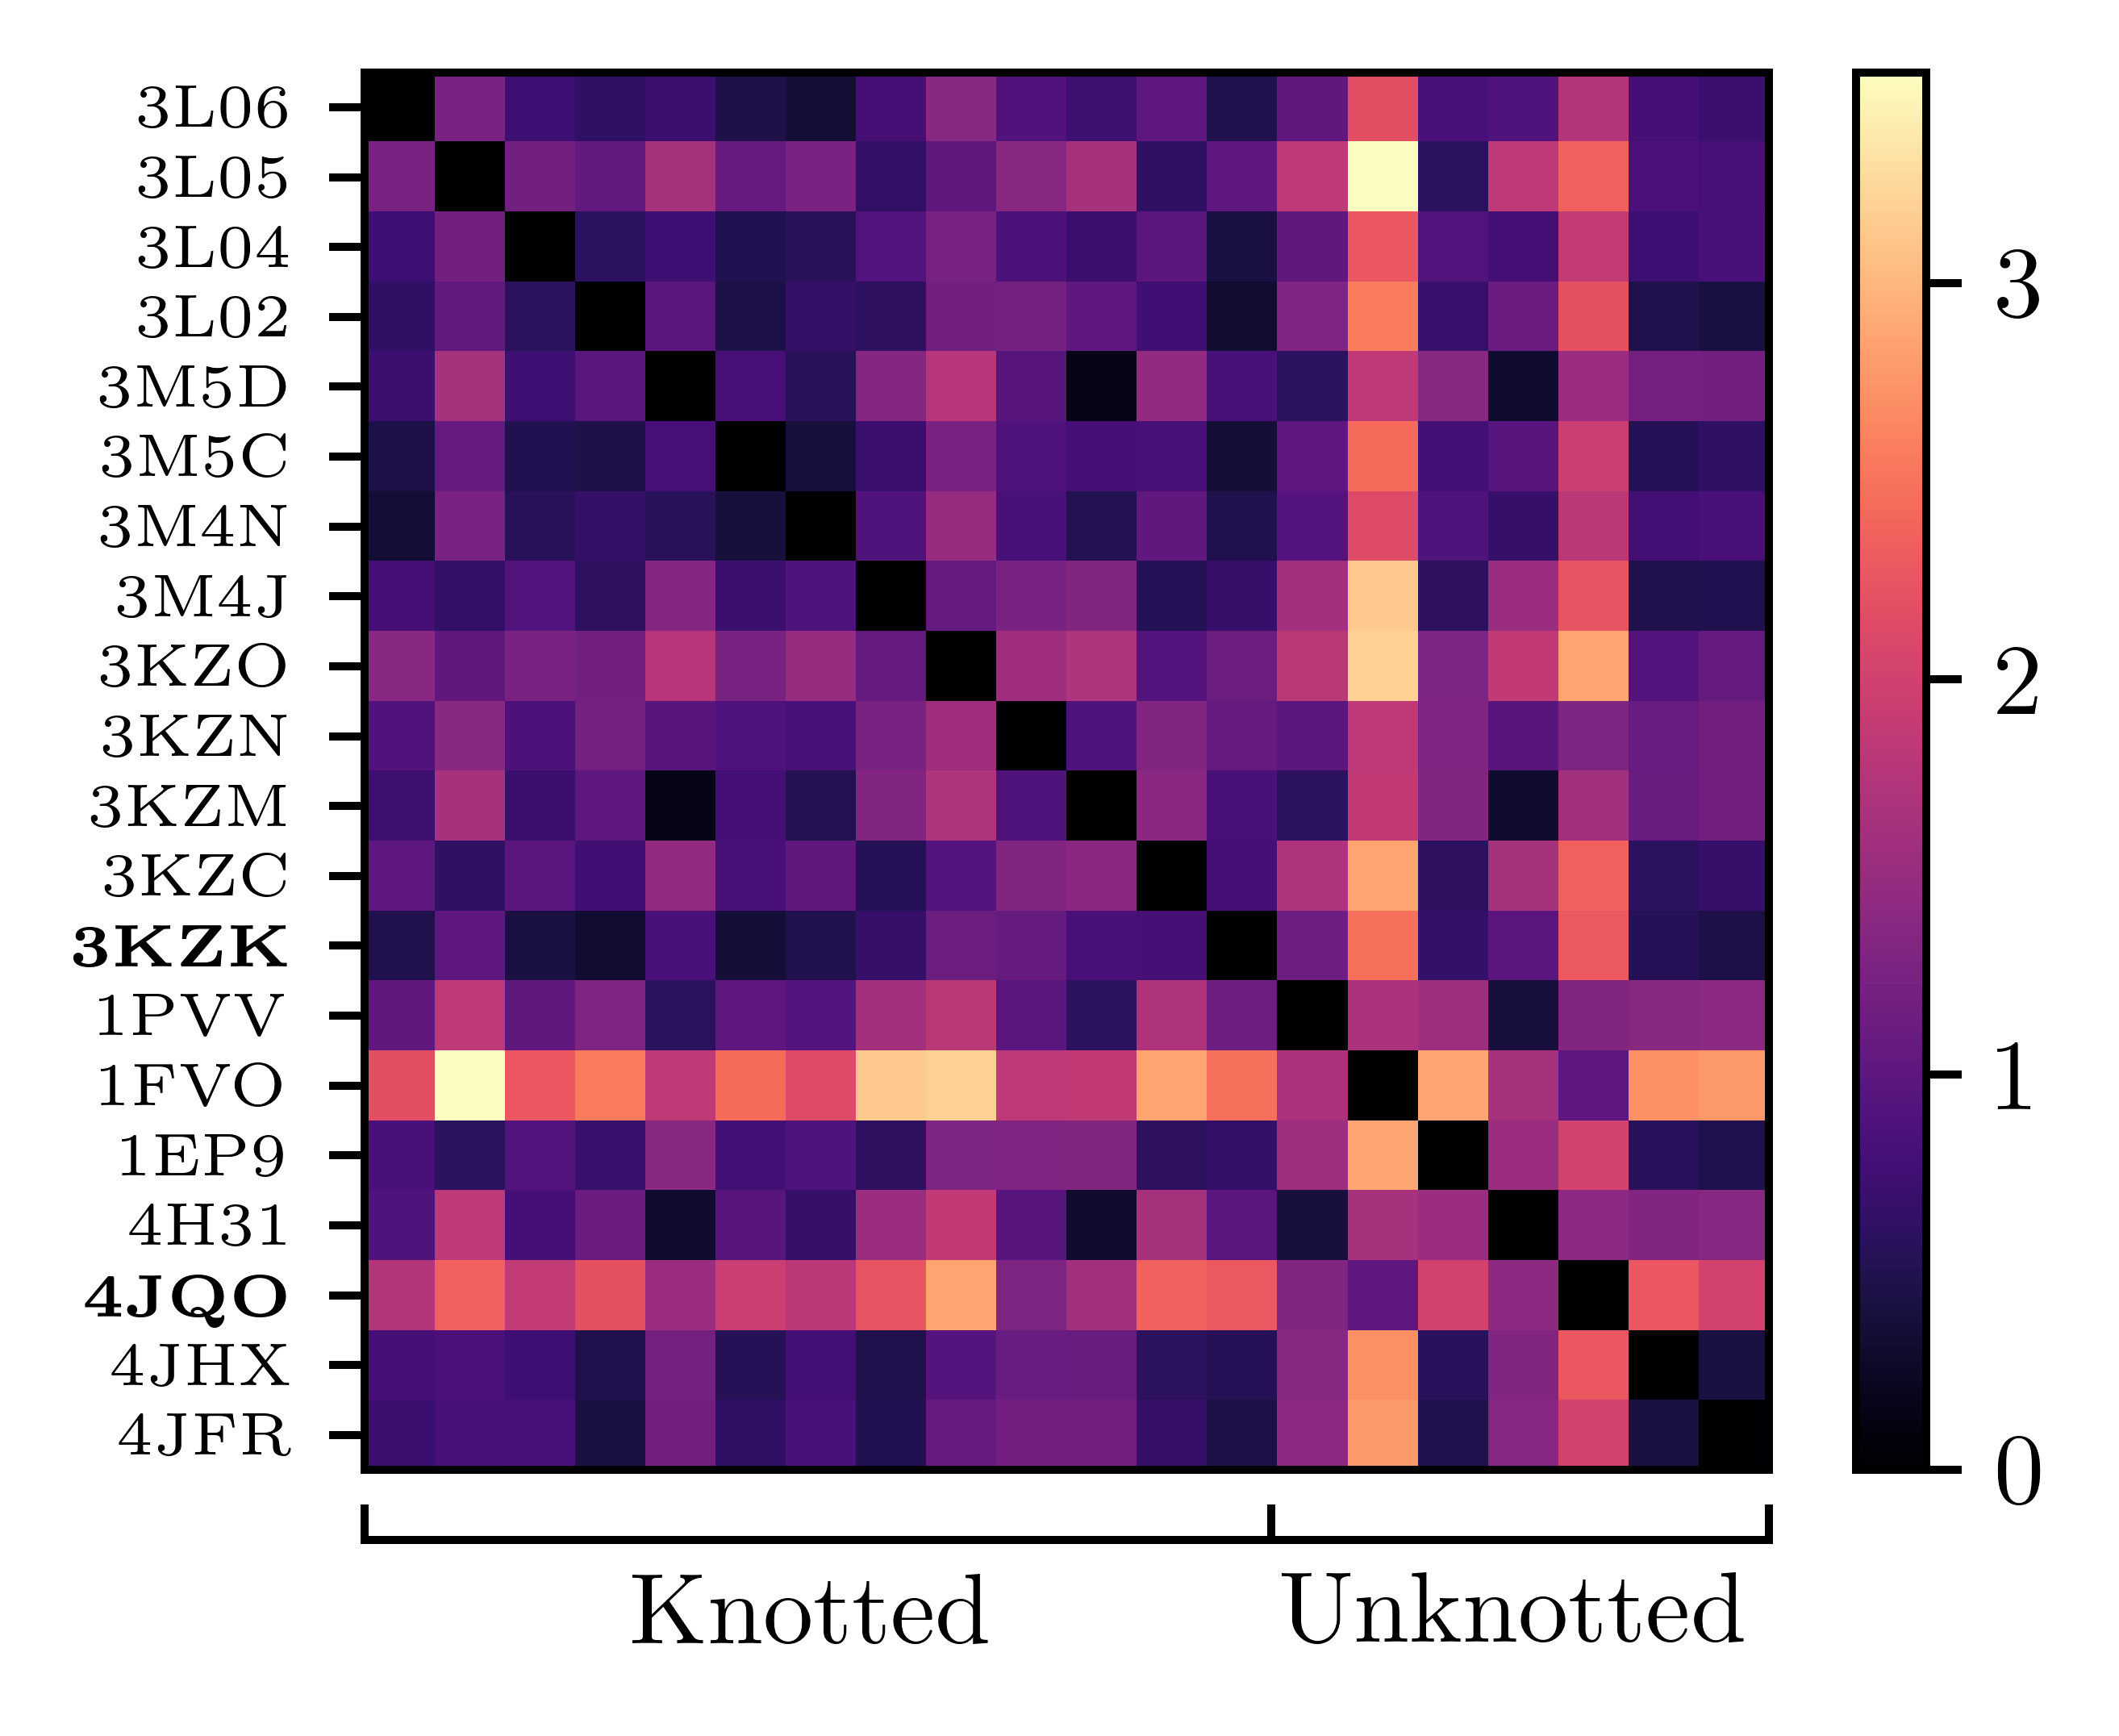 3L06
3L05
3L04
3L02
3M5D
3M5C
3M4N
3M4J
3KZO
3KZN
3KZM
3KZC
3KZK
1PVV
1FVO
1EP9
4H31
4JQO
4JHX
4JFR
3
2
1
0
Knotted Unknotted